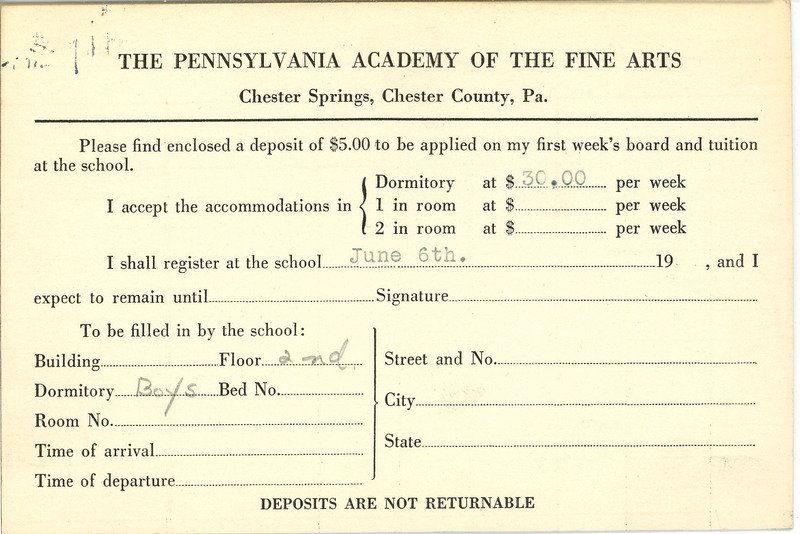 THE PENNSYLVANIA ACADEMY OF THE FINE ARTS
Chester Springs, Chester County, Pa.
Please find enclosed a deposit of $5.00 to be applied on my first week's board and tuition
at the school.
I accept the accommodations in
Dormitory at $ 30.00 per week
1 in room at $ per week
2 in room at $ per week
I shall register at the school June 6th. 19 , and I
expect to remain until Signature
To be filled in by the school:
Building Floor 2nd.
Dormitory Boys Bed No.
Room No.
Time of arrival
Time of departure
Street and No.
City
State
DEPOSITS ARE NOT RETURNABLE